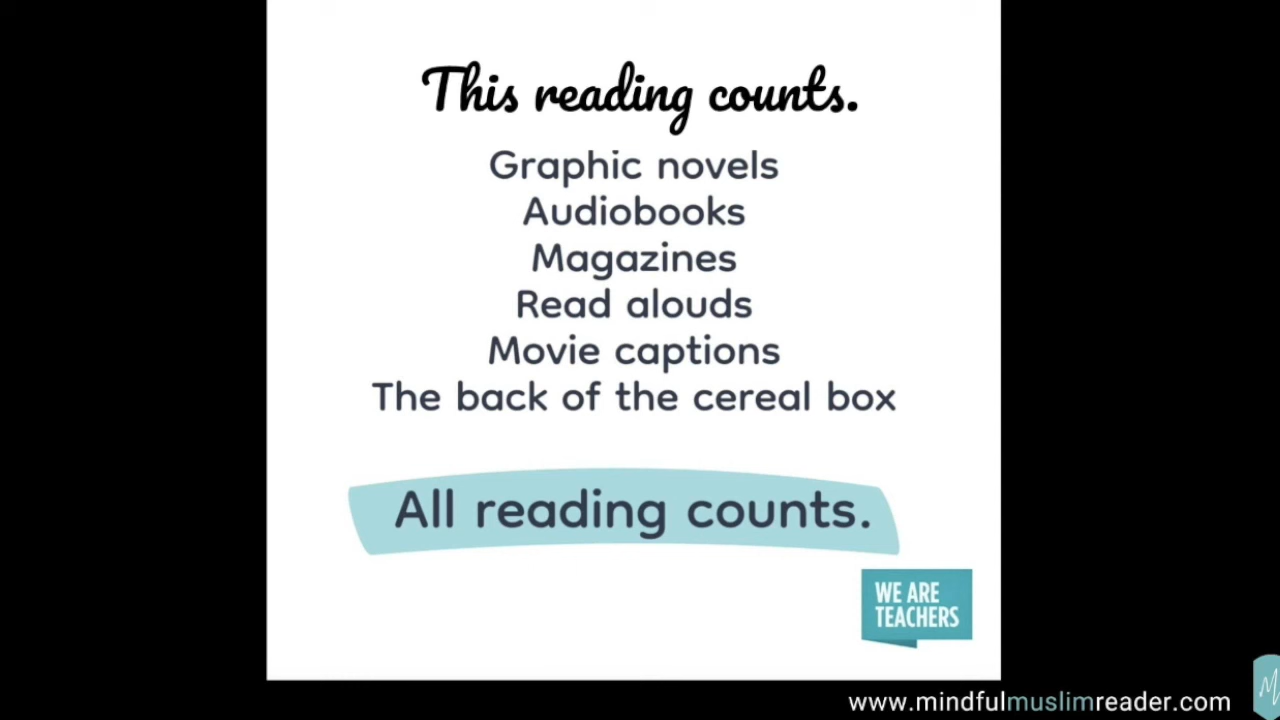 This reading counts.
Graphic novels
Audiobooks
Magazines
Read alouds
Movie captions
The back of the cereal box
All reading counts.
WE ARE
TEACHERS
www.mindfulmuslimreader.com